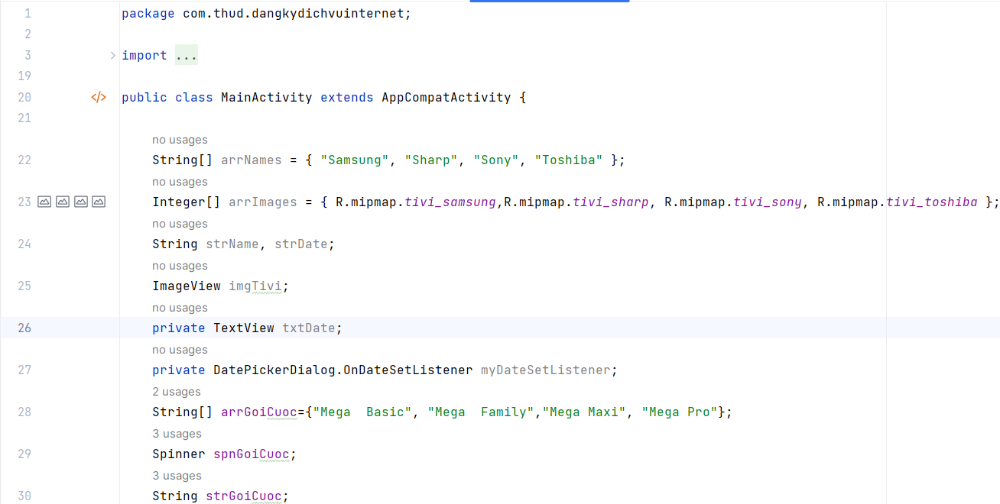 1 package com.thud.dangkydichvuinternet;
2
3 import ...
19
20 </> public class MainActivity extends AppCompatActivity {
21
no usages
22 String[] arrNames = { "Samsung", "Sharp", "Sony", "Toshiba" };
no usages
23 Integer[] arrImages = { R.mipmap.tivi_samsung,R.mipmap.tivi_sharp, R.mipmap.tivi_sony, R.mipmap.tivi_toshiba };
no usages
24 String strName, strDate;
no usages
25 ImageView imgTivi;
no usages
26 private TextView txtDate;
no usages
27 private DatePickerDialog.OnDateSetListener myDateSetListener;
2 usages
28 String[] arrGoiCuoc={"Mega  Basic", "Mega  Family","Mega Maxi", "Mega Pro"};
3 usages
29 Spinner spnGoiCuoc;
3 usages
30 String strGoiCuoc;